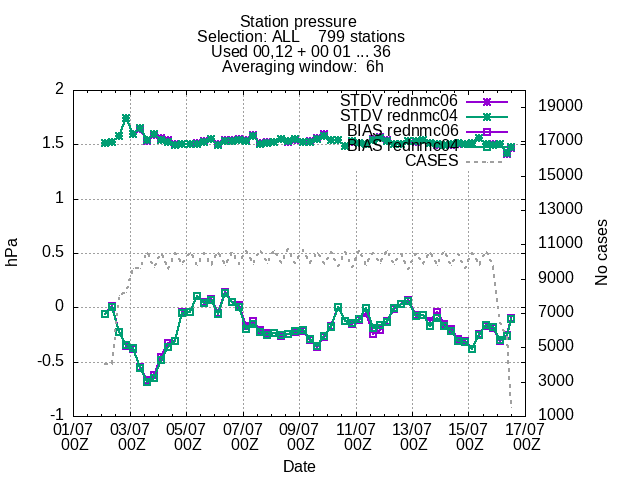 Station pressure
Selection: ALL    799 stations
Used 00,12 + 00 01 ... 36
Averaging window:  6h
STDV rednmc06
STDV rednmc04
BIAS rednmc06
BIAS rednmc04
CASES
2
1.5
1
0.5
0
-0.5
-1
hPa
19000
17000
15000
13000
11000
9000
7000
5000
3000
1000
No cases
01/07 03/07 05/07 07/07 09/07 11/07 13/07 15/07 17/07
00Z 00Z 00Z 00Z 00Z 00Z 00Z 00Z 00Z
Date